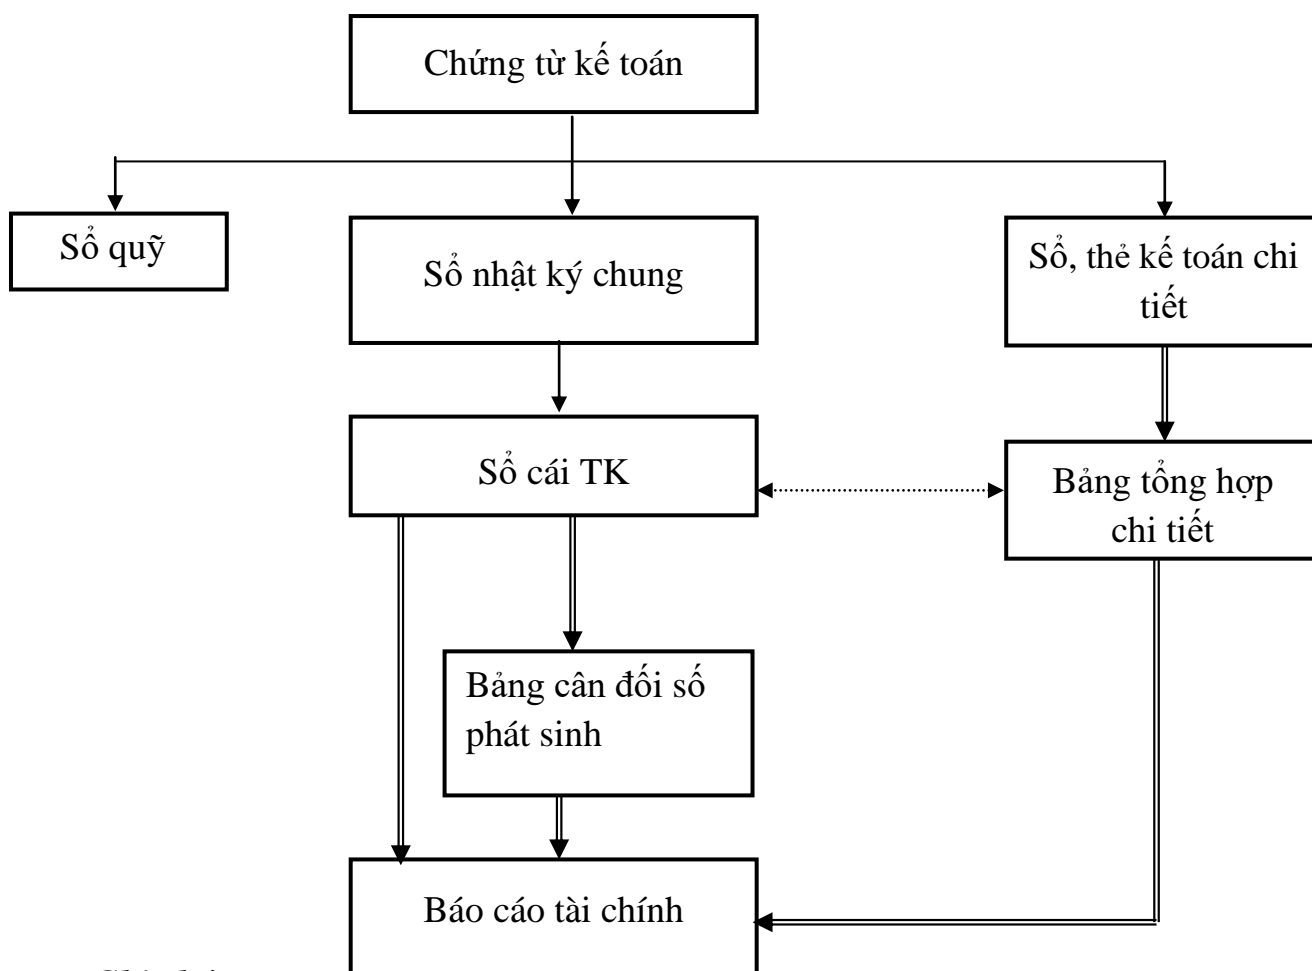 Chứng từ kế toán
Sổ quỹ
Sổ nhật ký chung
Sổ, thẻ kế toán chi
tiết
Sổ cái TK
Bảng tổng hợp
chi tiết
Bảng cân đối số
phát sinh
Báo cáo tài chính